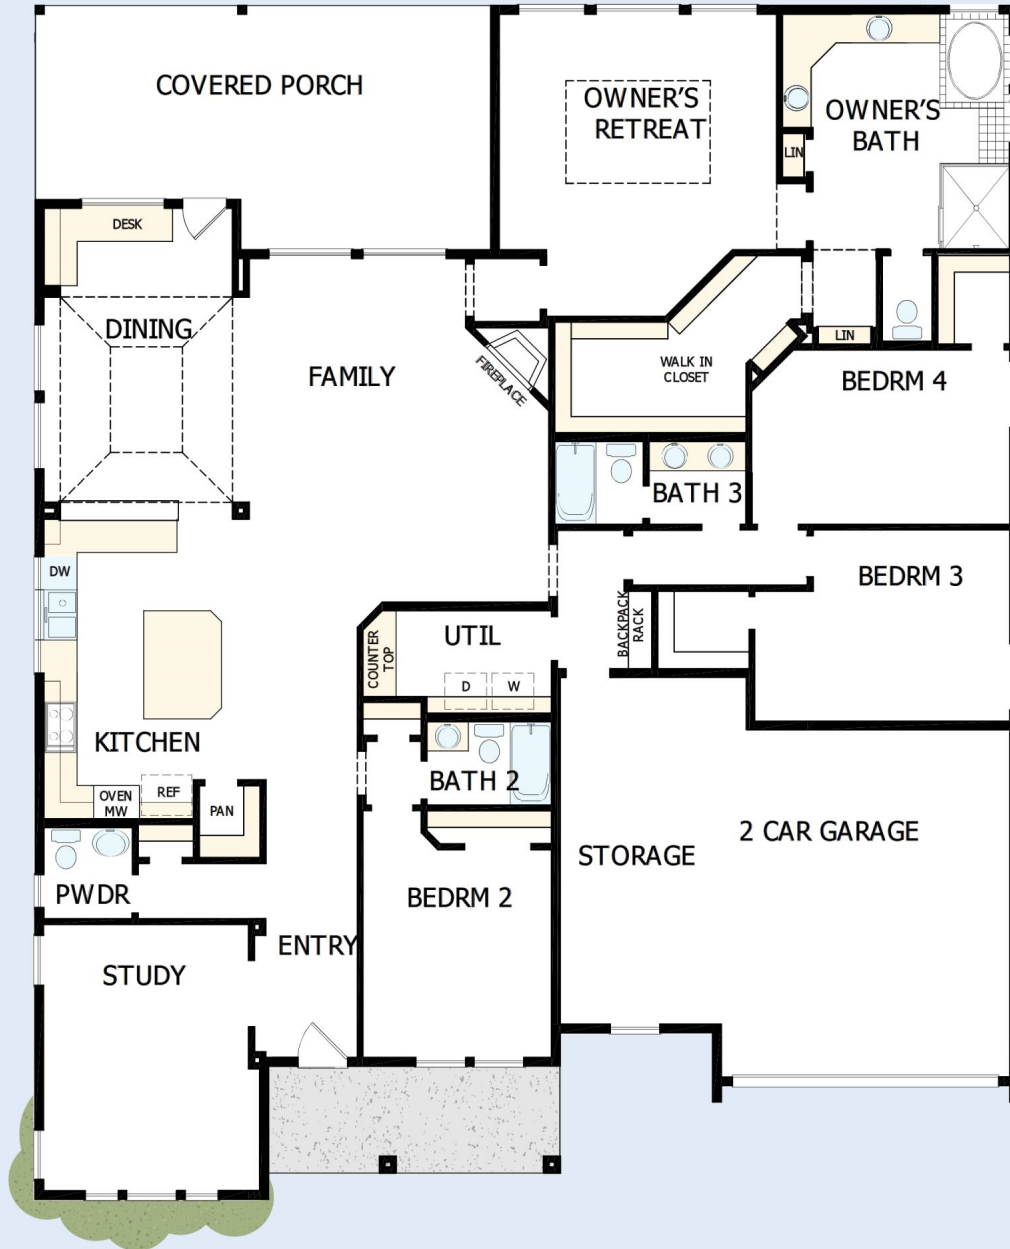 COVERED PORCH
OWNER'S
RETREAT
OWNER'S
BATH
LIN
DESK
DINING
FAMILY
FIREPLACE
WALK IN
CLOSET
LIN
BEDRM 4
BATH 3
DW
BEDRM 3
COUNTER
TOP
UTIL
BACKPACK
RACK
D
W
KITCHEN
BATH 2
OVEN
MW
REF
PAN
2 CAR GARAGE
STORAGE
PWDR
BEDRM 2
ENTRY
STUDY